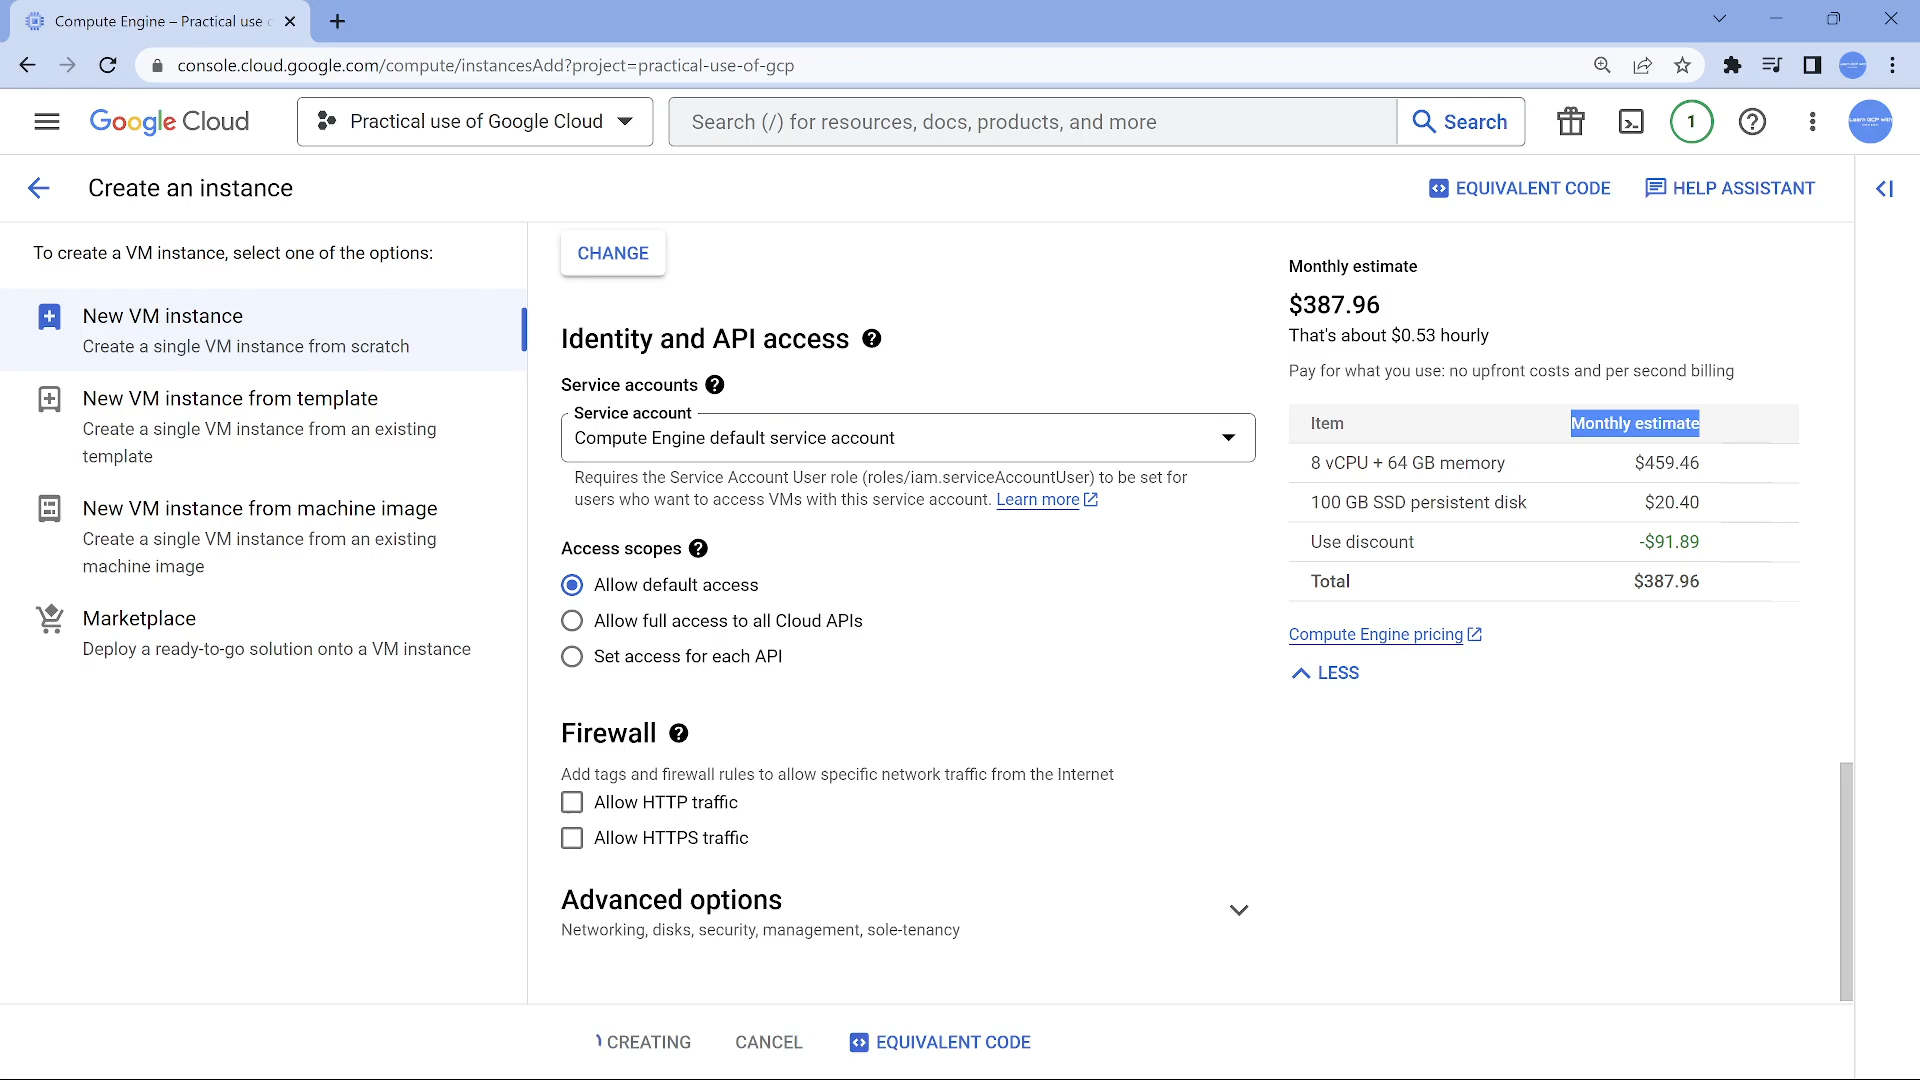 Compute Engine – Practical use
console.cloud.google.com/compute/instancesAdd?project=practical-use-of-gcp
Google Cloud
Practical use of Google Cloud
Search (/) for resources, docs, products, and more
Search
1
Create an instance
EQUIVALENT CODE
HELP ASSISTANT
To create a VM instance, select one of the options:
New VM instance
Create a single VM instance from scratch
New VM instance from template
Create a single VM instance from an existing
template
New VM instance from machine image
Create a single VM instance from an existing
machine image
Marketplace
Deploy a ready-to-go solution onto a VM instance
CHANGE
Identity and API access
Service accounts
Service account
Compute Engine default service account
Requires the Service Account User role (roles/iam.serviceAccountUser) to be set for
users who want to access VMs with this service account. Learn more
Access scopes
Allow default access
Allow full access to all Cloud APIs
Set access for each API
Firewall
Add tags and firewall rules to allow specific network traffic from the Internet
Allow HTTP traffic
Allow HTTPS traffic
Advanced options
Networking, disks, security, management, sole-tenancy
Monthly estimate
$387.96
That's about $0.53 hourly
Pay for what you use: no upfront costs and per second billing
Item Monthly estimate
8 vCPU + 64 GB memory $459.46
100 GB SSD persistent disk $20.40
Use discount -$91.89
Total $387.96
Compute Engine pricing
LESS
CREATING
CANCEL
EQUIVALENT CODE